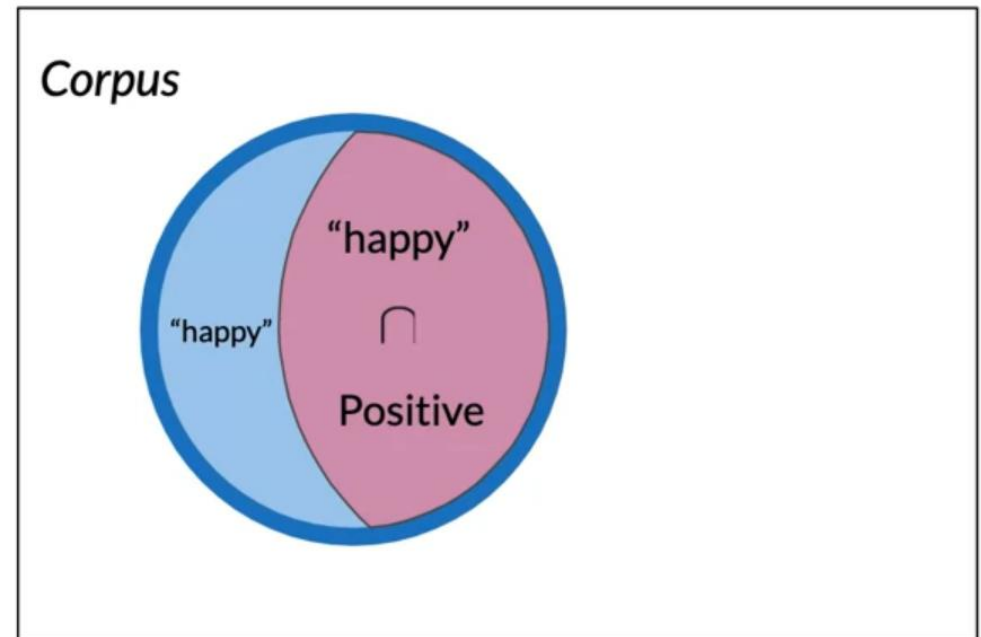 Corpus
“happy”
“happy”
∩
Positive